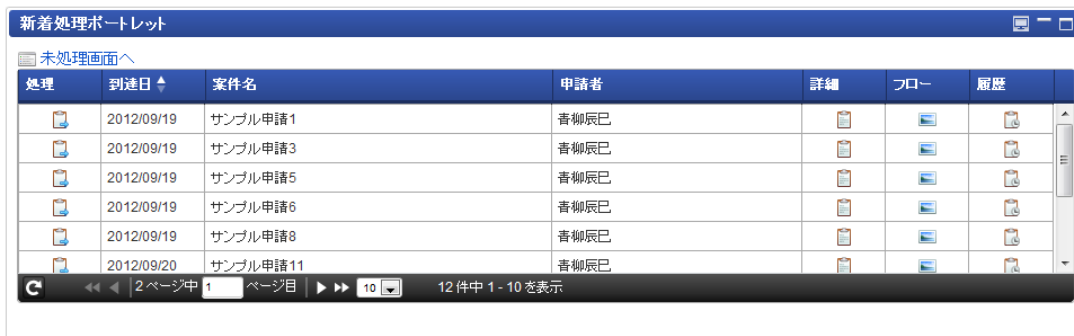 新着処理ポートレット
未処理画面へ
処理 到達日 案件名 申請者 詳細 フロー 履歴
2012/09/19 サンプル申請1 青柳辰巳
2012/09/19 サンプル申請3 青柳辰巳
2012/09/19 サンプル申請5 青柳辰巳
2012/09/19 サンプル申請6 青柳辰巳
2012/09/19 サンプル申請8 青柳辰巳
2012/09/20 サンプル申請11 青柳辰巳
2ページ中 1 ページ目 10 12件中 1 - 10 を表示